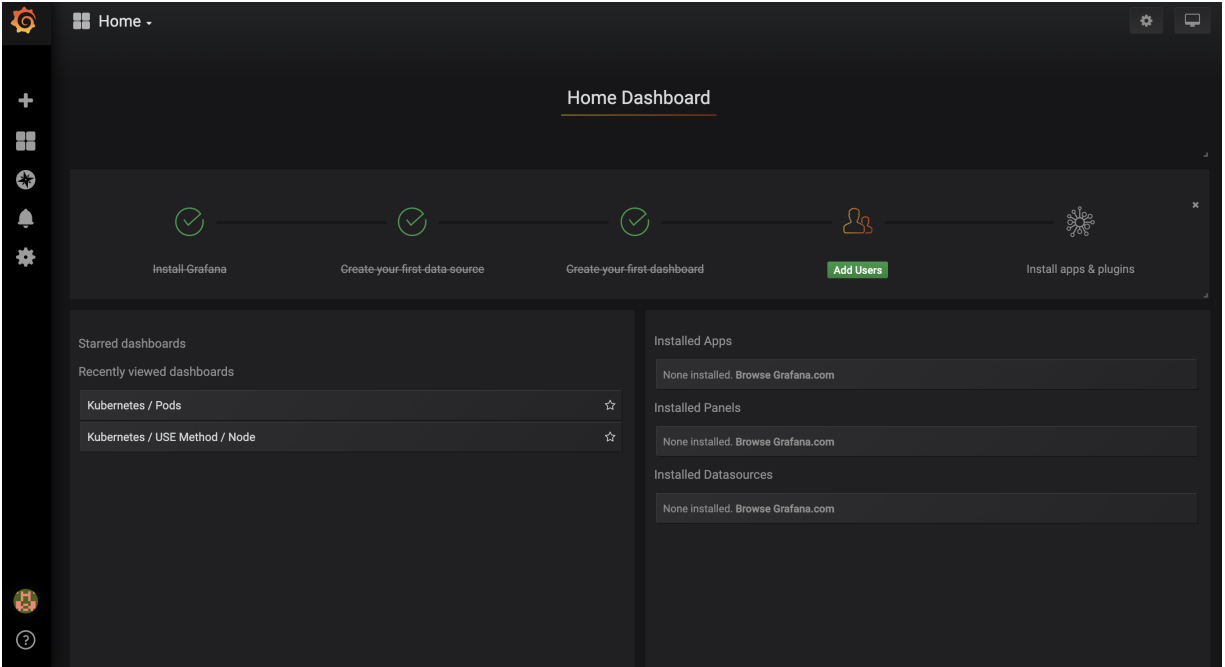 Home
Home Dashboard
Install Grafana
Create your first data source
Create your first dashboard
Add Users
Install apps & plugins
Starred dashboards
Recently viewed dashboards
Kubernetes / Pods
Kubernetes / USE Method / Node
Installed Apps
None installed. Browse Grafana.com
Installed Panels
None installed. Browse Grafana.com
Installed Datasources
None installed. Browse Grafana.com